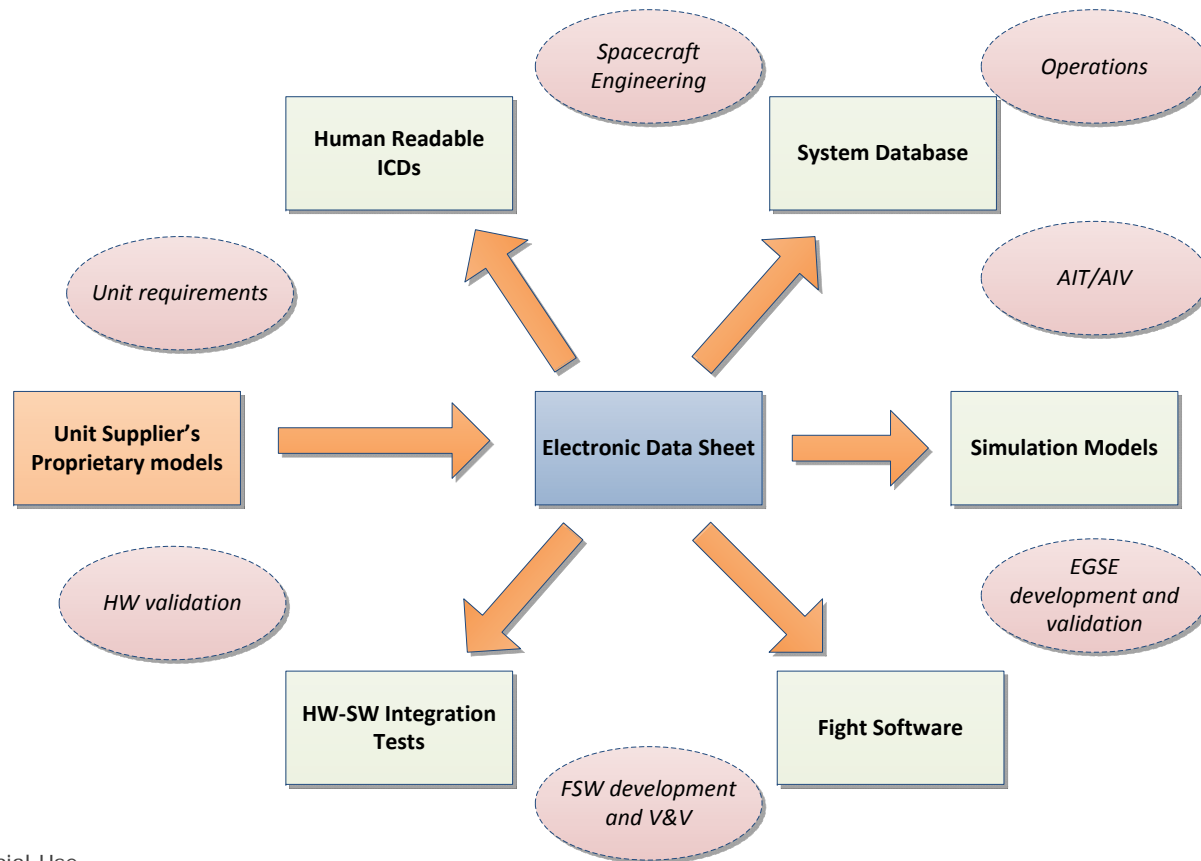 Spacecraft
Engineering
Operations
Human Readable
ICDs
System Database
Unit requirements
AIT/AIV
Unit Supplier's
Proprietary models
Electronic Data Sheet
Simulation Models
HW validation
EGSE
development and
validation
HW-SW Integration
Tests
Fight Software
FSW development
and V&V